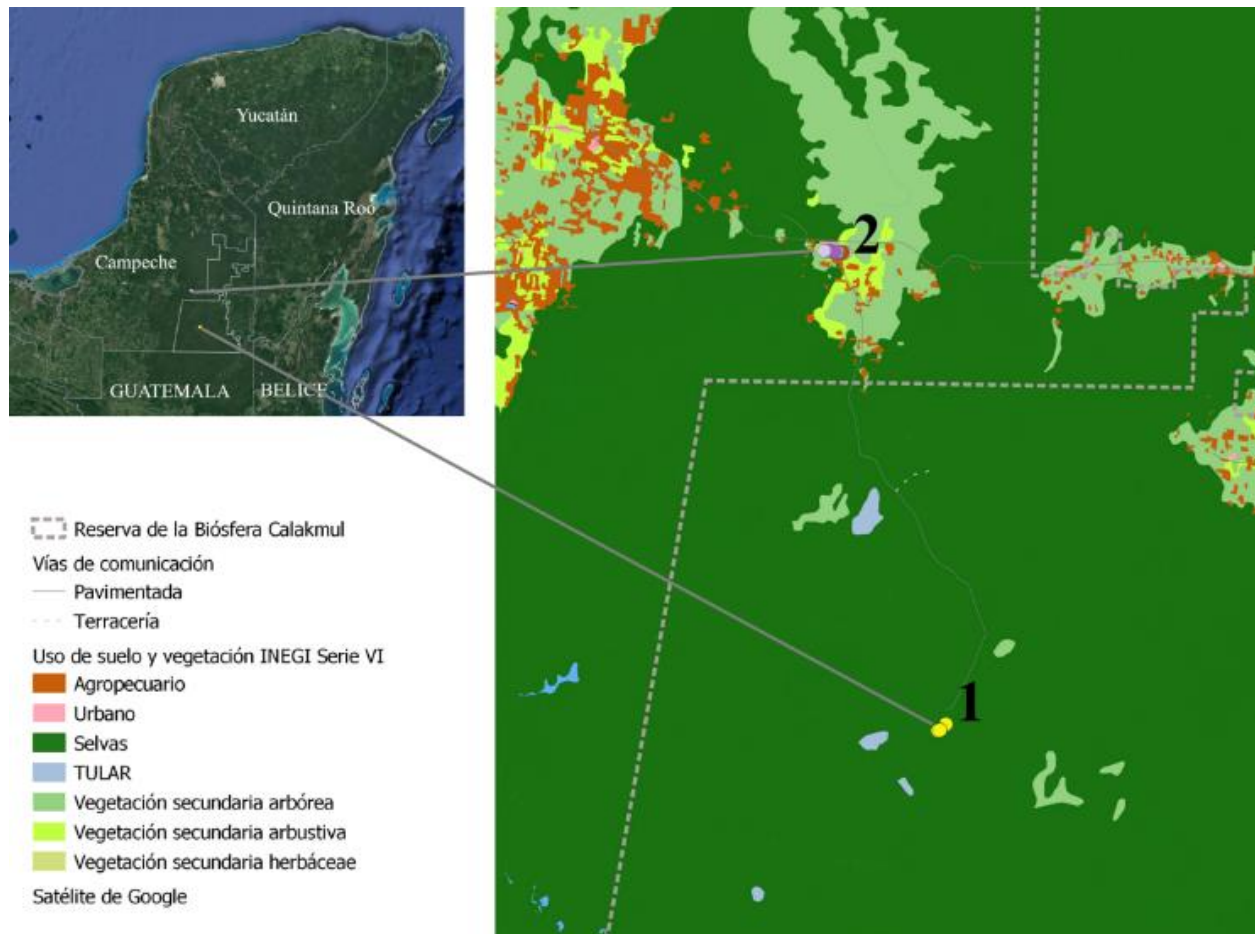 Yucatán
Quintana Roó
Campeche
GUATEMALA
BELICE
2
1
Reserva de la Biósfera Calakmul
Vías de comunicación
Pavimentada
Terracería
Uso de suelo y vegetación INEGI Serie VI
Agropecuario
Urbano
Selvas
TULAR
Vegetación secundaria arbórea
Vegetación secundaria arbustiva
Vegetación secundaria herbáceae
Satélite de Google